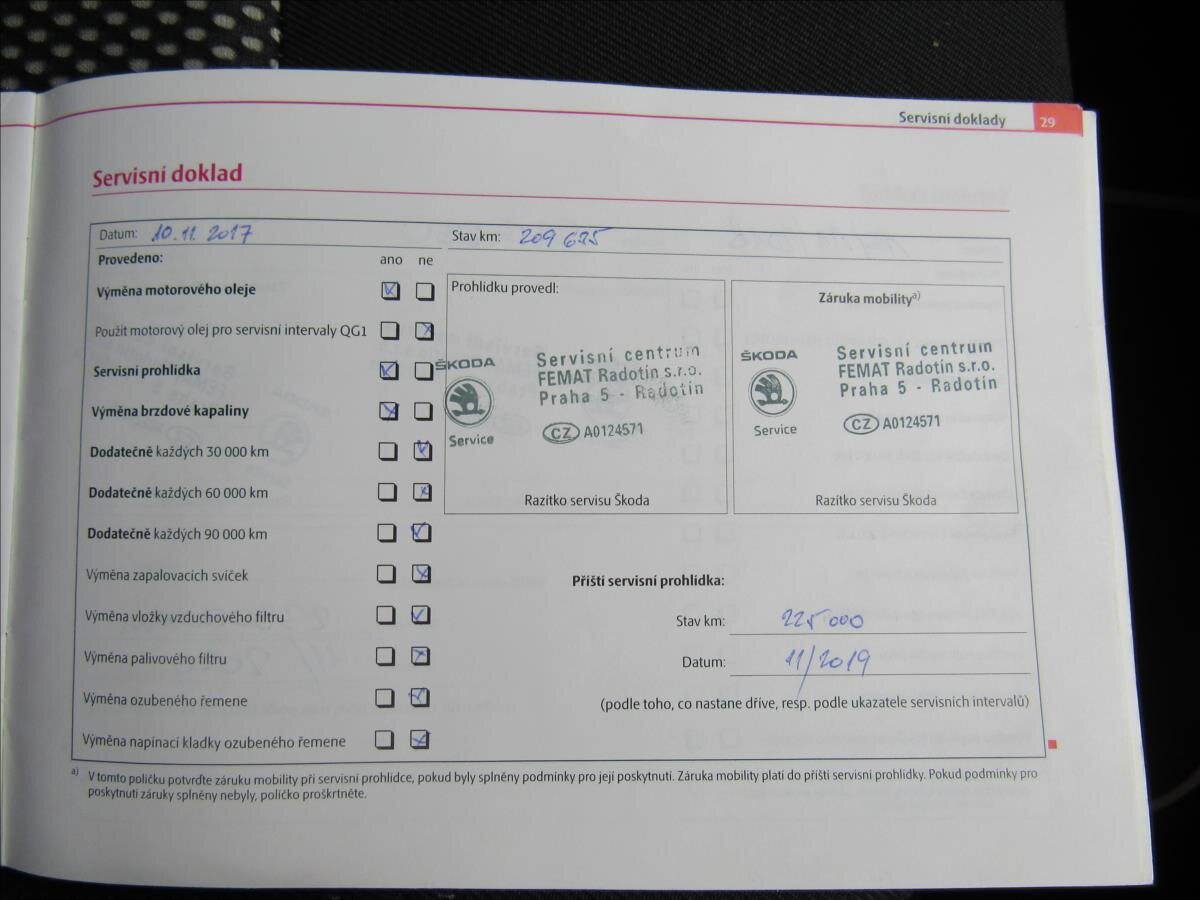 Servisní doklady 29
Servisní doklad
Datum: 10.11.2017 Stav km: 209 625
Provedeno: ano ne
Výměna motorového oleje
Použit motorový olej pro servisní intervaly QG1
Servisní prohlídka
Výměna brzdové kapaliny
Dodatečně každých 30 000 km
Dodatečně každých 60 000 km
Dodatečně každých 90 000 km
Výměna zapalovacích svíček
Výměna vložky vzduchového filtru
Výměna palivového filtru
Výměna ozubeného řemene
Výměna napínací kladky ozubeného řemene
Prohlídku provedl:
ŠKODA
Service
Servisní centrum
FEMAT Radotín s.r.o.
Praha 5 - Radotín
CZ A0124571
Razítko servisu Škoda
Záruka mobility a)
ŠKODA
Service
Servisní centrum
FEMAT Radotín s.r.o.
Praha 5 - Radotín
CZ A0124571
Razítko servisu Škoda
Příští servisní prohlídka:
Stav km: 225 000
Datum: 11/2019
(podle toho, co nastane dříve, resp. podle ukazatele servisních intervalů)
a) V tomto políčku potvrďte záruku mobility při servisní prohlídce, pokud byly splněny podmínky pro její poskytnutí. Záruka mobility platí do příští servisní prohlídky. Pokud podmínky pro
poskytnutí záruky splněny nebyly, políčko proškrtněte.